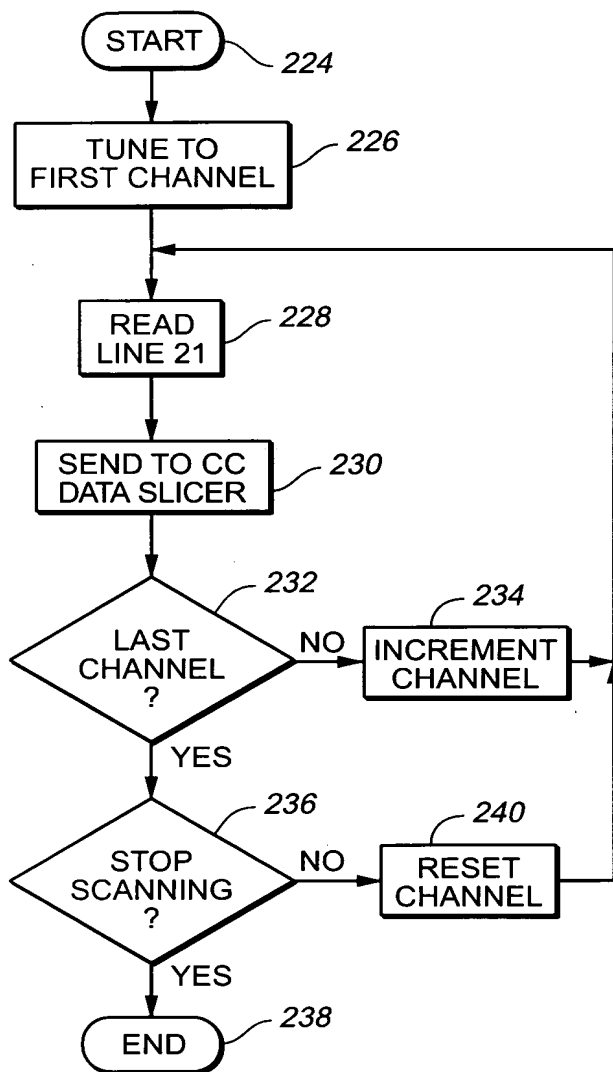 START
224
TUNE TO
FIRST CHANNEL
226
READ
LINE 21
228
SEND TO CC
DATA SLICER
230
232
LAST
CHANNEL
?
NO
234
INCREMENT
CHANNEL
YES
236
STOP
SCANNING
?
NO
240
RESET
CHANNEL
YES
END
238